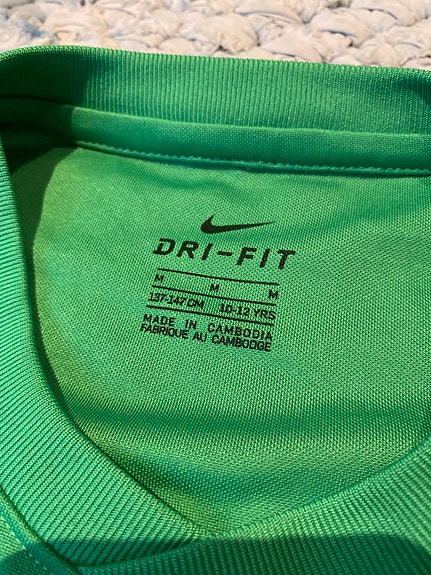 DRI-FIT
M M M
137-147 CM 10-12 YRS
MADE IN CAMBODIA
FABRIQUE AU CAMBODGE